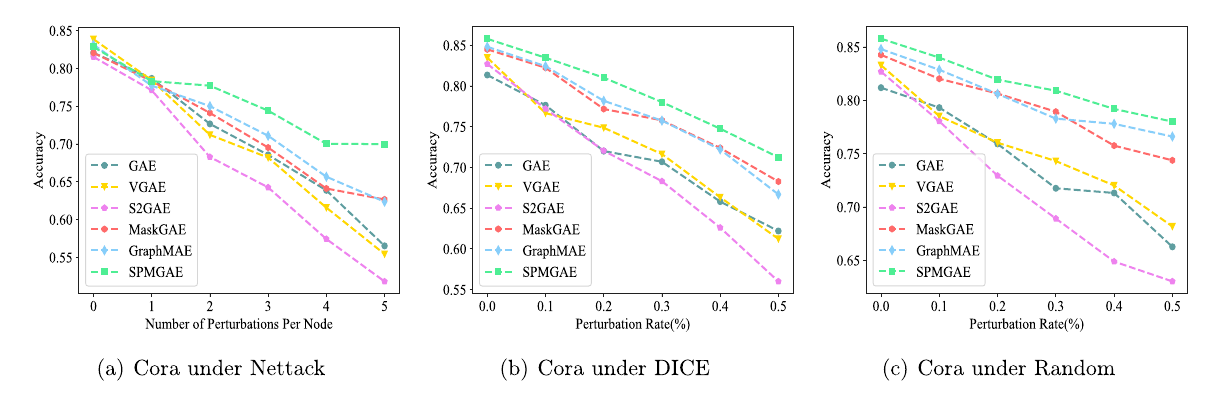 0.85
0.80
0.75
0.70
0.65
0.60
0.55
Accuracy
GAE
VGAE
S2GAE
MaskGAE
GraphMAE
SPMGAE
0 1 2 3 4 5
Number of Perturbations Per Node
(a) Cora under Nettack
0.85
0.80
0.75
0.70
0.65
0.60
0.55
Accuracy
GAE
VGAE
S2GAE
MaskGAE
GraphMAE
SPMGAE
0.0 0.1 0.2 0.3 0.4 0.5
Perturbation Rate(%)
(b) Cora under DICE
0.85
0.80
0.75
0.70
0.65
Accuracy
GAE
VGAE
S2GAE
MaskGAE
GraphMAE
SPMGAE
0.0 0.1 0.2 0.3 0.4 0.5
Perturbation Rate(%)
(c) Cora under Random